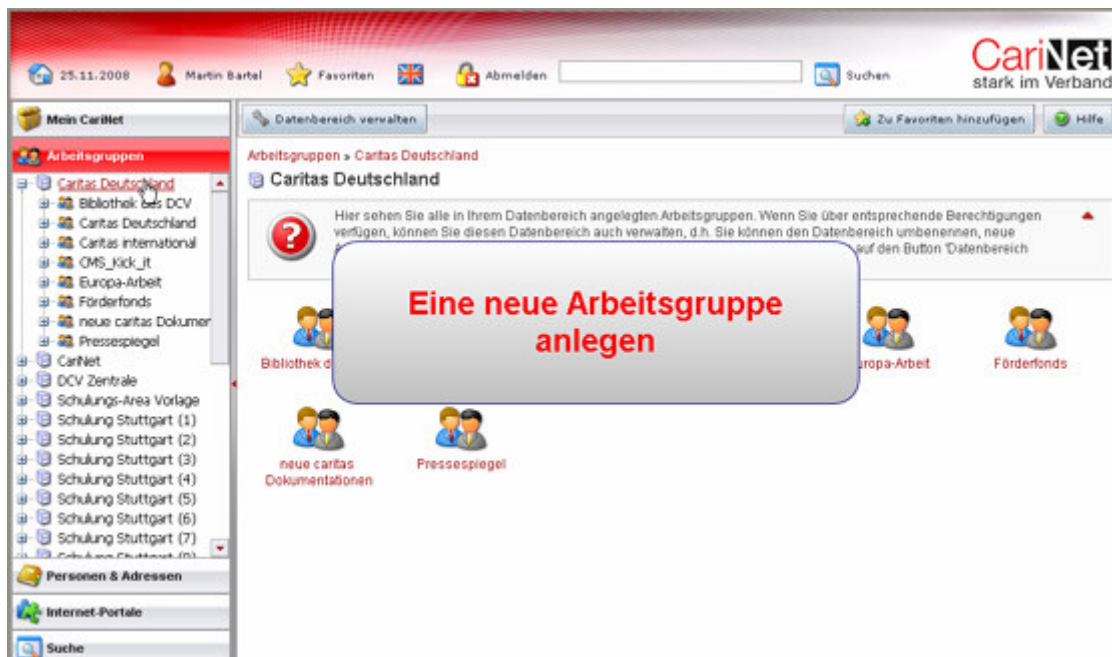 25.11.2008 Martin Bartel Favoriten Abmelden Suchen
CariNet
stark im Verband
Mein CariNet
Datenbereich verwalten Zu Favoriten hinzufügen Hilfe
Arbeitsgruppen
Caritas Deutschland
Bibliothek des DCV
Caritas Deutschland
Caritas international
CMS_Kick_it
Europa-Arbeit
Förderfonds
neue caritas Dokumer
Pressespiegel
CariNet
DCV Zentrale
Schulungs-Area Vorlage
Schulung Stuttgart (1)
Schulung Stuttgart (2)
Schulung Stuttgart (3)
Schulung Stuttgart (4)
Schulung Stuttgart (5)
Schulung Stuttgart (6)
Schulung Stuttgart (7)
Personen & Adressen
Internet-Portale
Suche
Arbeitsgruppen » Caritas Deutschland
Caritas Deutschland
Hier sehen Sie alle in Ihrem Datenbereich angelegten Arbeitsgruppen. Wenn Sie über entsprechende Berechtigungen
verfügen, können Sie diesen Datenbereich auch verwalten, d.h. Sie können den Datenbereich umbenennen, neue
auf den Button 'Datenbereich
Eine neue Arbeitsgruppe
anlegen
Bibliothek d uropa-Arbeit Förderfonds
neue caritas Pressespiegel
Dokumentationen